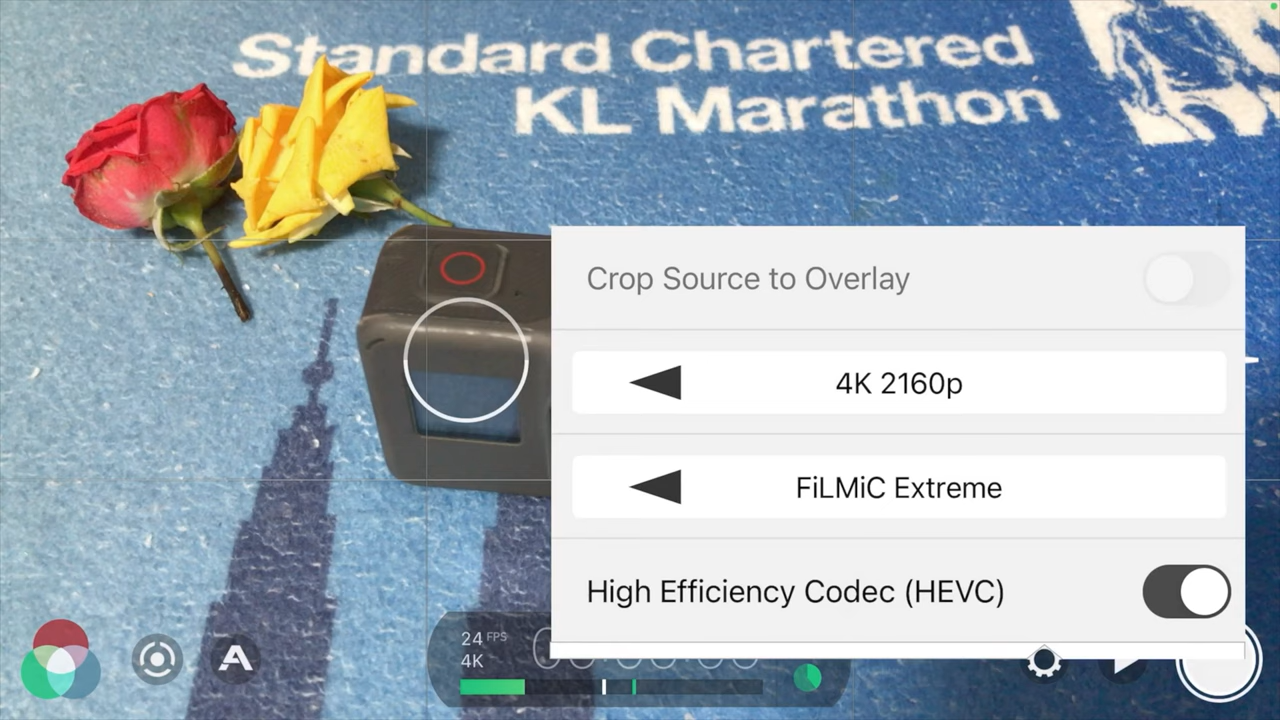 Standard Chartered
KL Marathon
Crop Source to Overlay
4K 2160p
FiLMiC Extreme
High Efficiency Codec (HEVC)
24 FPS
4K
A